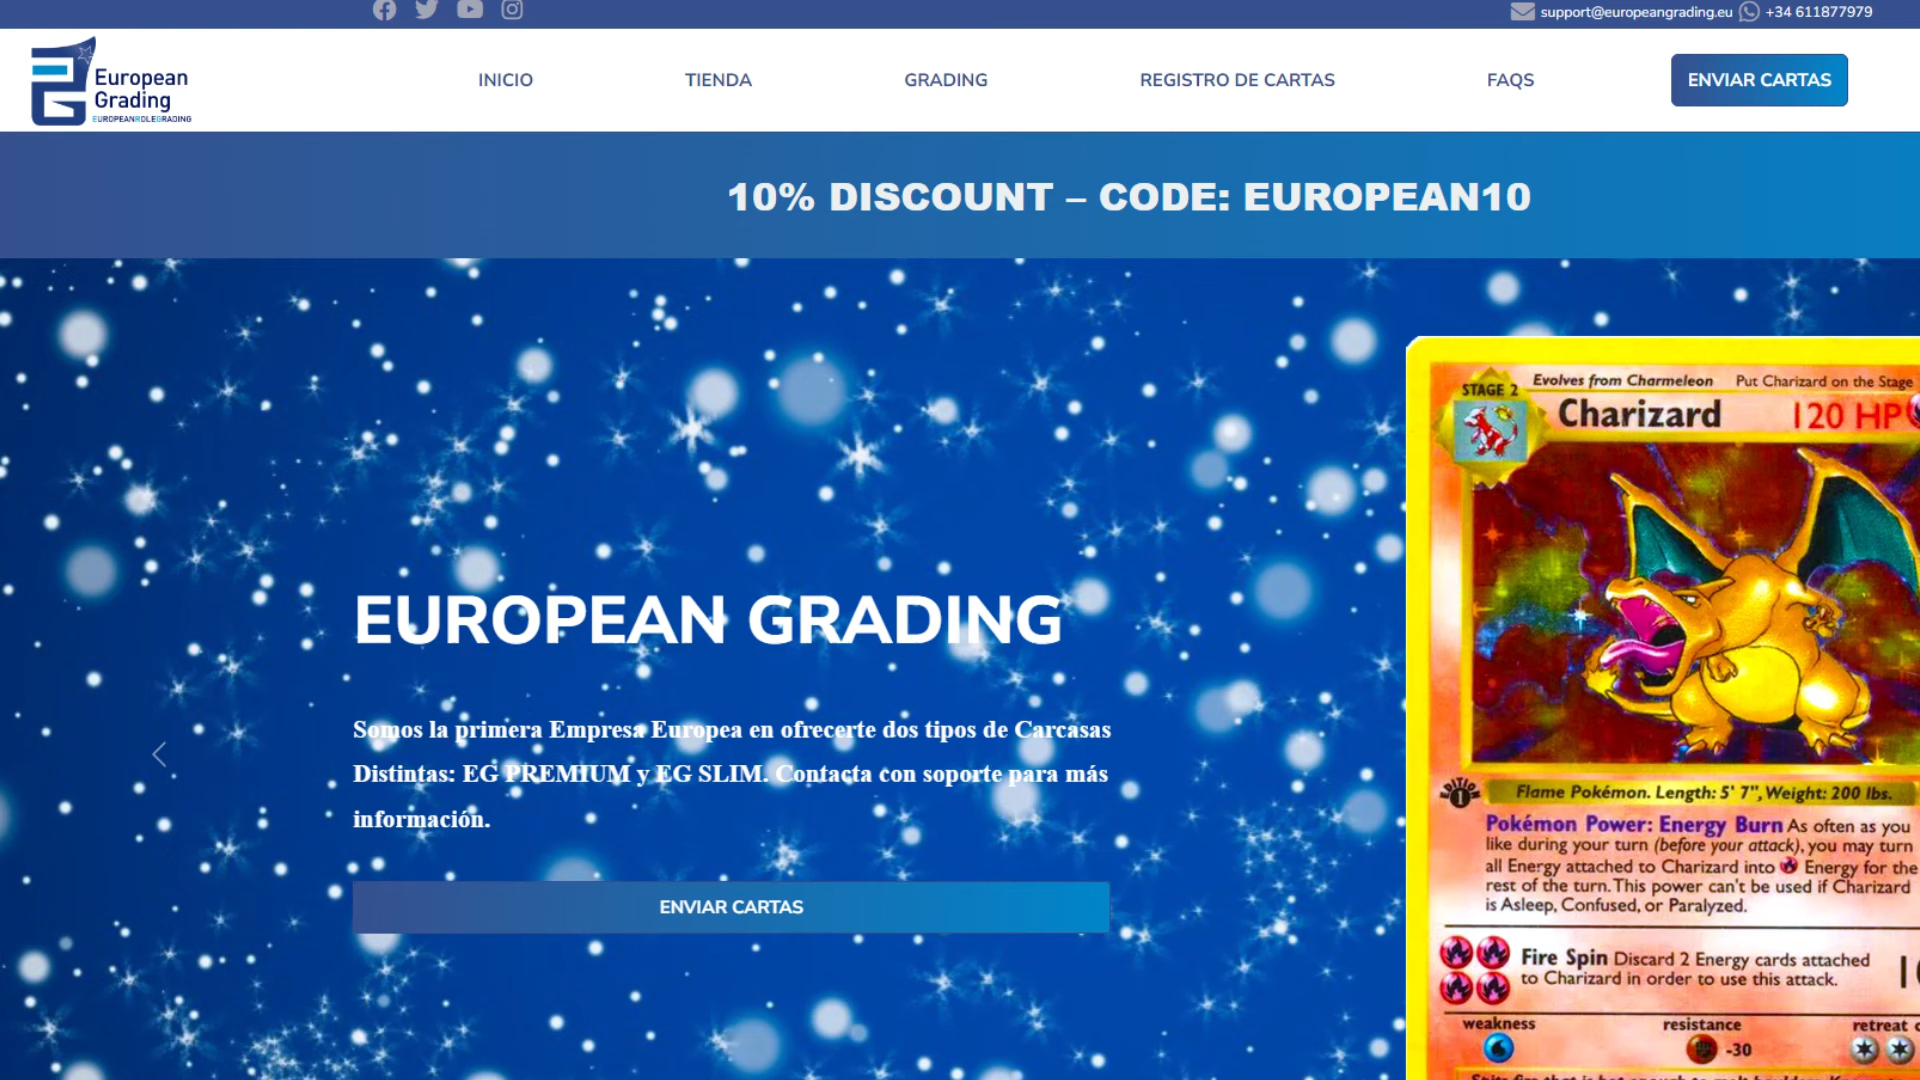 support@europeangrading.eu +34 611877979
European
Grading
EUROPEANROLEGRADING
INICIO TIENDA GRADING REGISTRO DE CARTAS FAQS ENVIAR CARTAS
10% DISCOUNT – CODE: EUROPEAN10
EUROPEAN GRADING
Somos la primera Empresa Europea en ofrecerte dos tipos de Carcasas
Distintas: EG PREMIUM y EG SLIM. Contacta con soporte para más
información.
ENVIAR CARTAS
STAGE 2 Evolves from Charmeleon Put Charizard on the Stage
Charizard 120 HP
EDITION
1
Flame Pokémon. Length: 5' 7", Weight: 200 lbs.
Pokémon Power: Energy Burn As often as you
like during your turn (before your attack), you may turn
all Energy attached to Charizard into Energy for the
rest of the turn. This power can't be used if Charizard
is Asleep, Confused, or Paralyzed.
Fire Spin Discard 2 Energy cards attached
to Charizard in order to use this attack.
weakness resistance retreat
-30